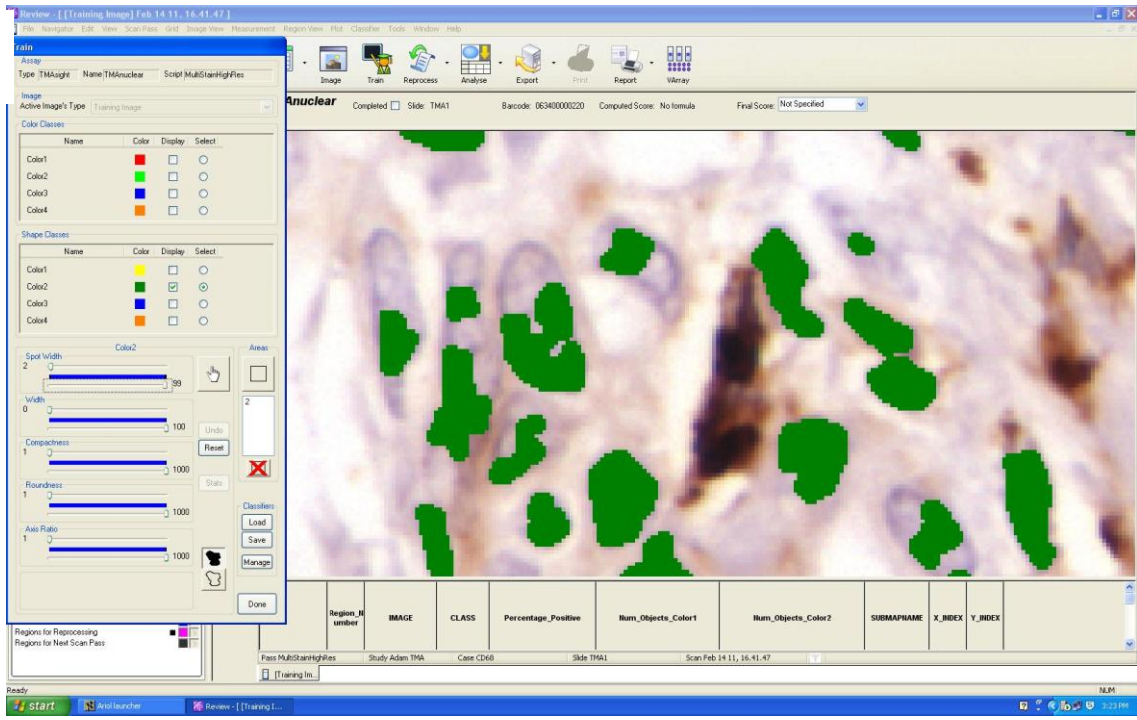 Review - [ [Training Image] Feb 14 11, 16.41.47 ]
File Navigator Edit View Scan Pass Grid Image View Measurement Region View Plot Classifier Tools Window Help
Train
Assay
Type TMAsight Name TMAnuclear Script MultiStainHighRes
Image
Active Image's Type Training Image
Image Train Reprocess Analyse Export Print Report VArray
Anuclear Completed Slide: TMA1 Barcode: 063400000220 Computed Score: No formula Final Score: Not Specified
Color Classes
Name Color Display Select
Color1
Color2
Color3
Color4
Shape Classes
Name Color Display Select
Color1
Color2
Color3
Color4
Color2
Spot Width
2
99
Width
0
100
Compactness
1
1000
Roundness
1
1000
Axis Ratio
1
1000
Undo
Reset
Stats
Areas
2
Classifiers
Load
Save
Manage
Done
Region_N
umber IMAGE CLASS Percentage_Positive Num_Objects_Color1 Num_Objects_Color2 SUBMAPNAME X_INDEX Y_INDEX
Regions for Reprocessing
Regions for Next Scan Pass
Pass MultiStainHighRes Study Adam TMA Case CD68 Slide TMA1 Scan Feb 14 11, 16.41.47
[Training Im...
Ready NUM
start Ariol launcher Review - [ [Training I... 3:23 PM